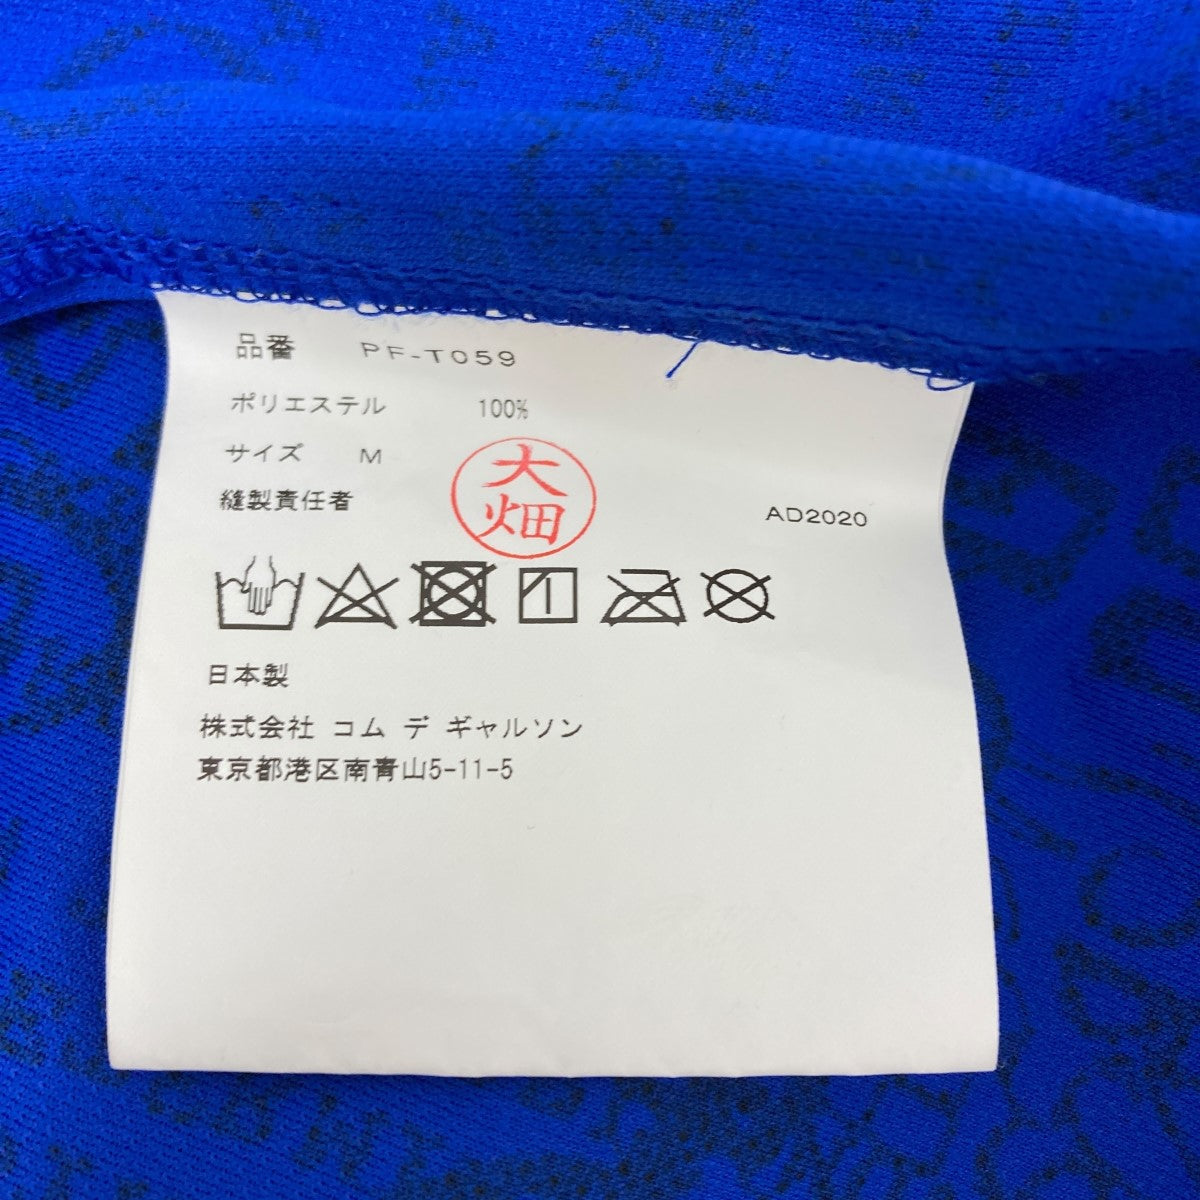 品番 PF-T059
ポリエステル 100%
サイズ M
縫製責任者 大畑
AD2020
日本製
株式会社 コム デ ギャルソン
東京都港区南青山5-11-5